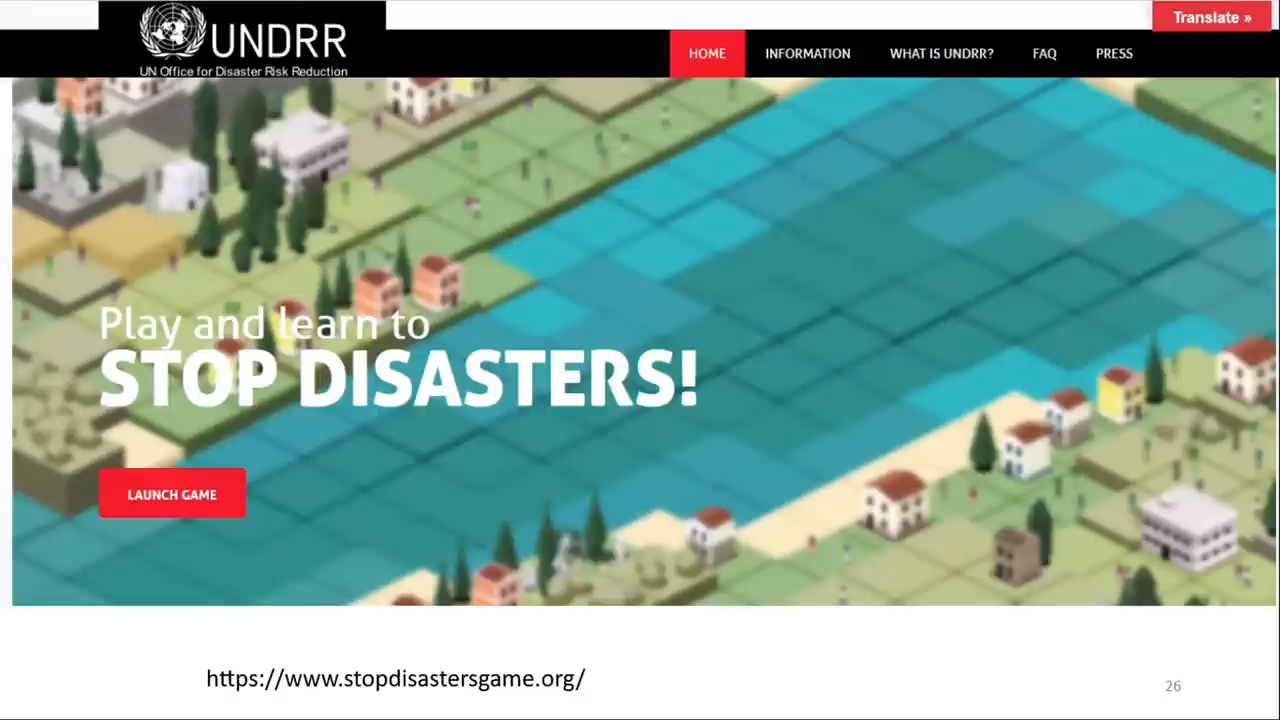 UNDRR
UN Office for Disaster Risk Reduction
Translate »
HOME INFORMATION WHAT IS UNDRR? FAQ PRESS
Play and learn to
STOP DISASTERS!
LAUNCH GAME
https://www.stopdisastersgame.org/
26